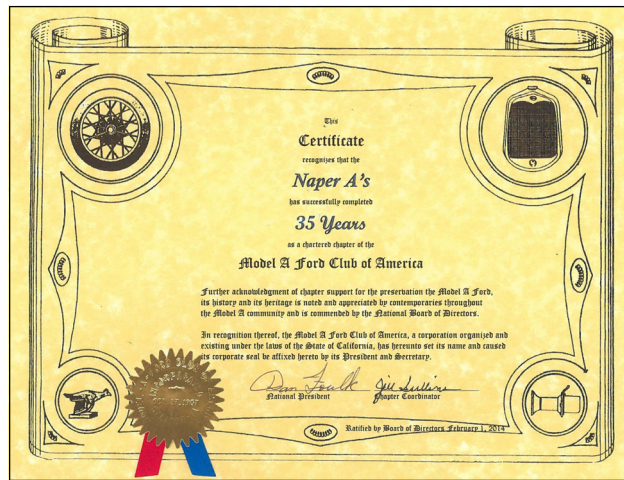 This
Certificate
recognizes that the
Naper A's
has successfully completed
35 Years
as a chartered chapter of the
Model A Ford Club of America
Further acknowledgment of chapter support for the preservation the Model A Ford,
its history and its heritage is noted and appreciated by contemporaries throughout
the Model A community and is commended by the National Board of Directors.
In recognition thereof, the Model A Ford Club of America, a corporation organized and
existing under the laws of the State of California, has hereunto set its name and caused
its corporate seal be affixed hereto by its President and Secretary.
Dan Foulk
Jill Sullins
National President
Chapter Coordinator
Ratified by Board of Directors February 1, 2014